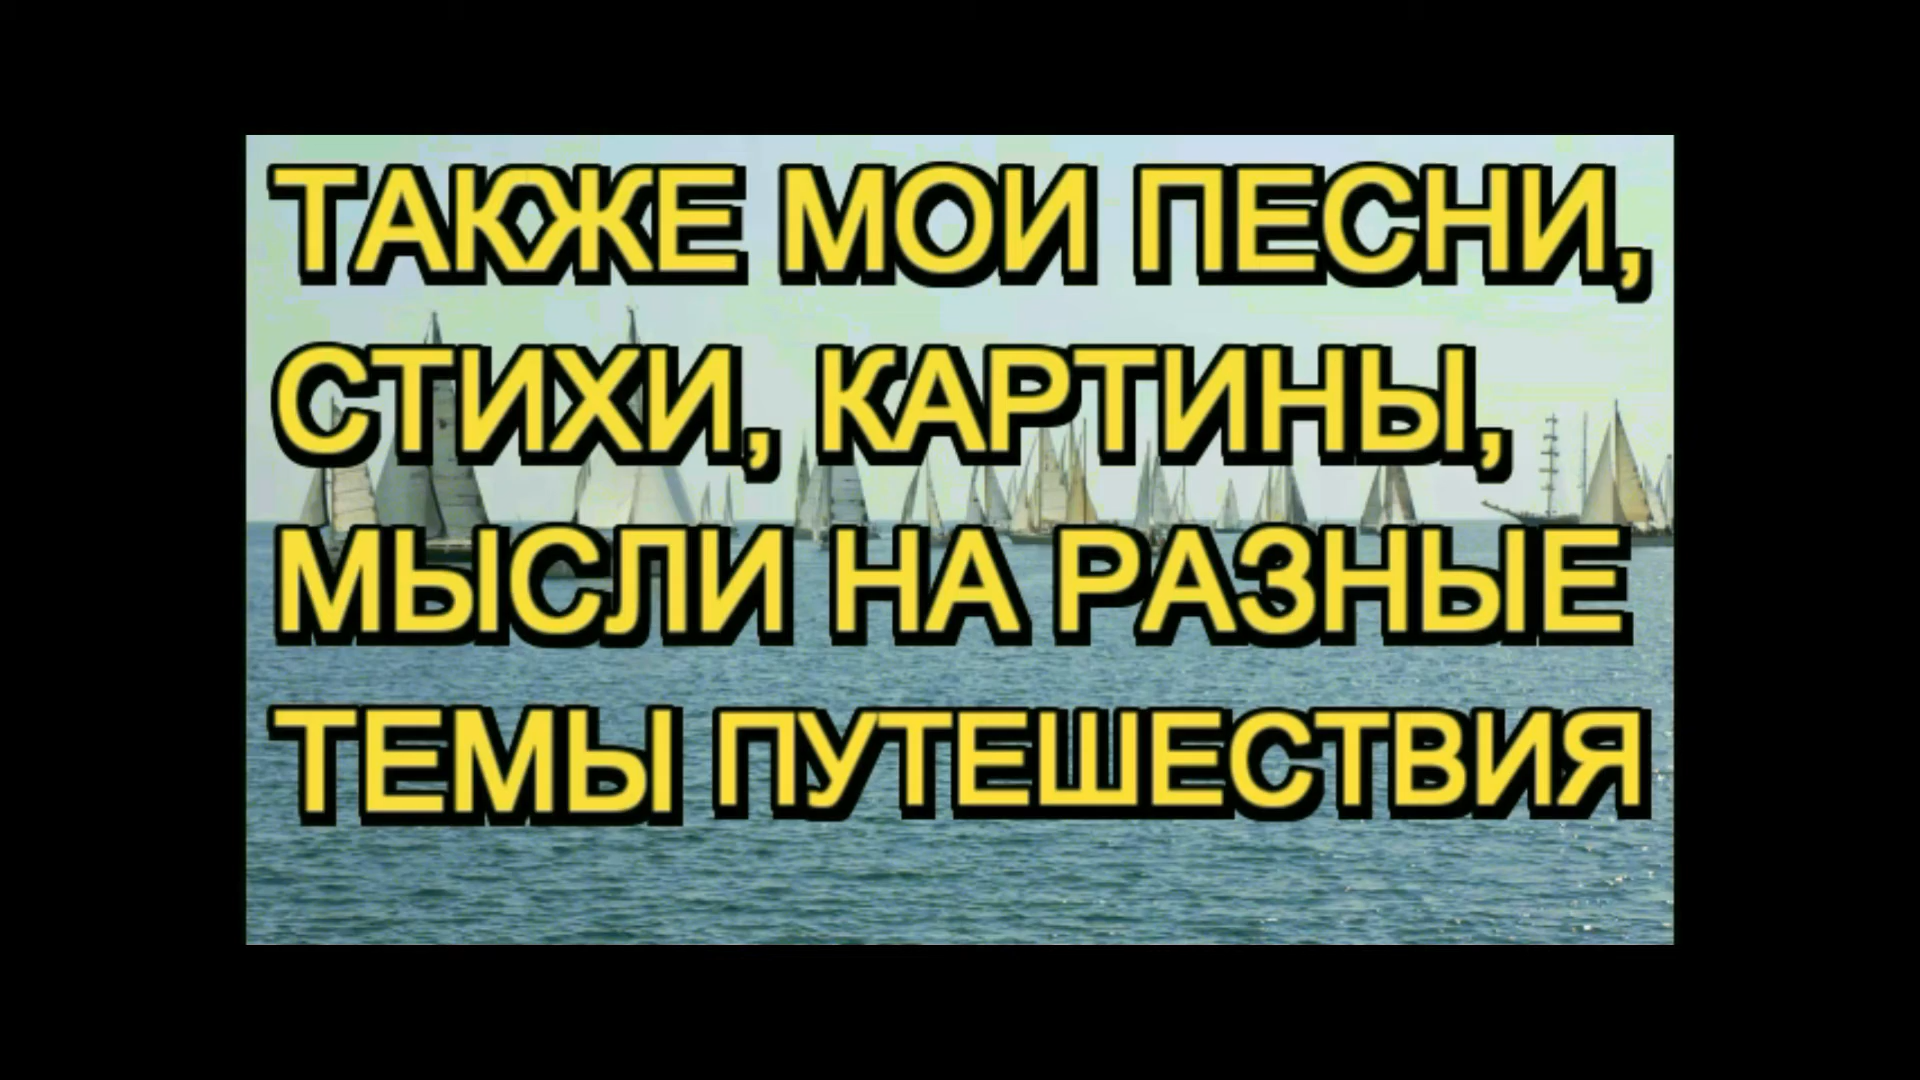 ТАКЖЕ МОИ ПЕСНИ,
СТИХИ, КАРТИНЫ,
МЫСЛИ НА РАЗНЫЕ
ТЕМЫ ПУТЕШЕСТВИЯ